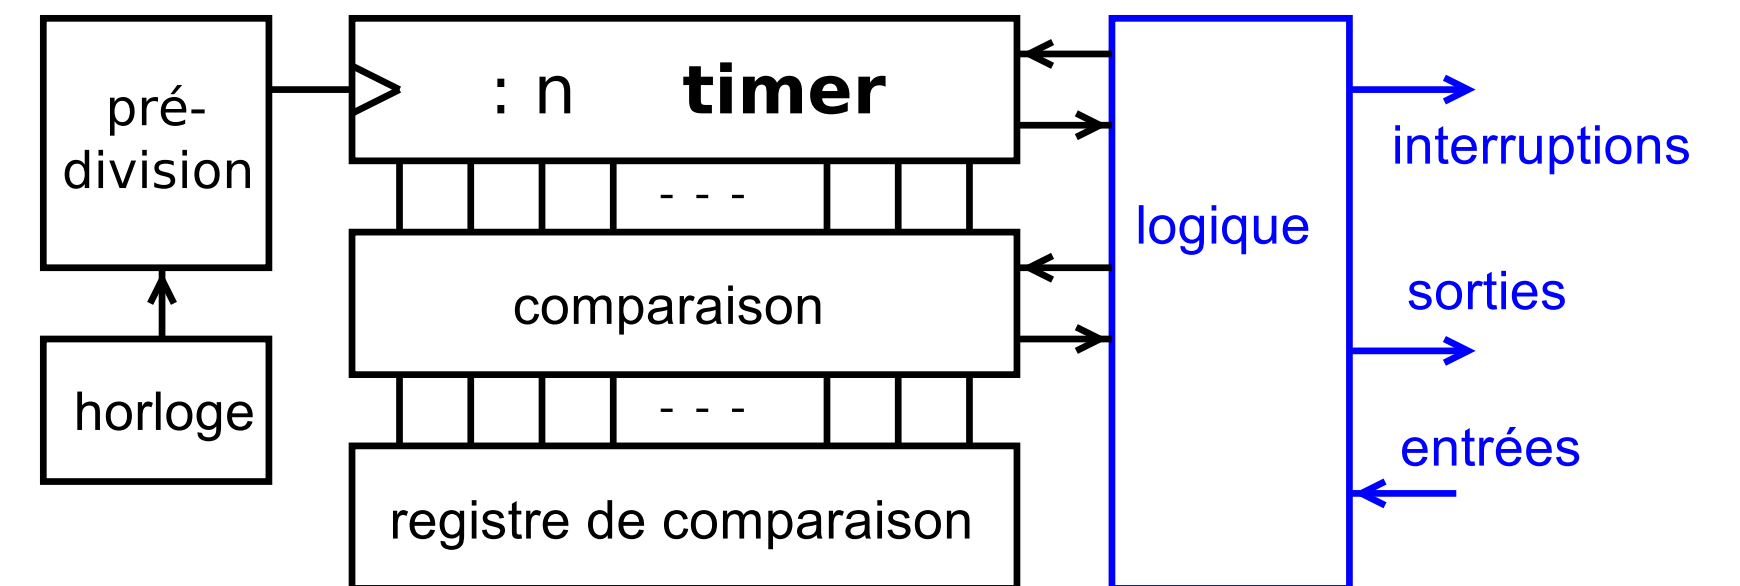 pré-
division
: n timer
- - -
interruptions
logique
sorties
comparaison
horloge
- - -
entrées
registre de comparaison